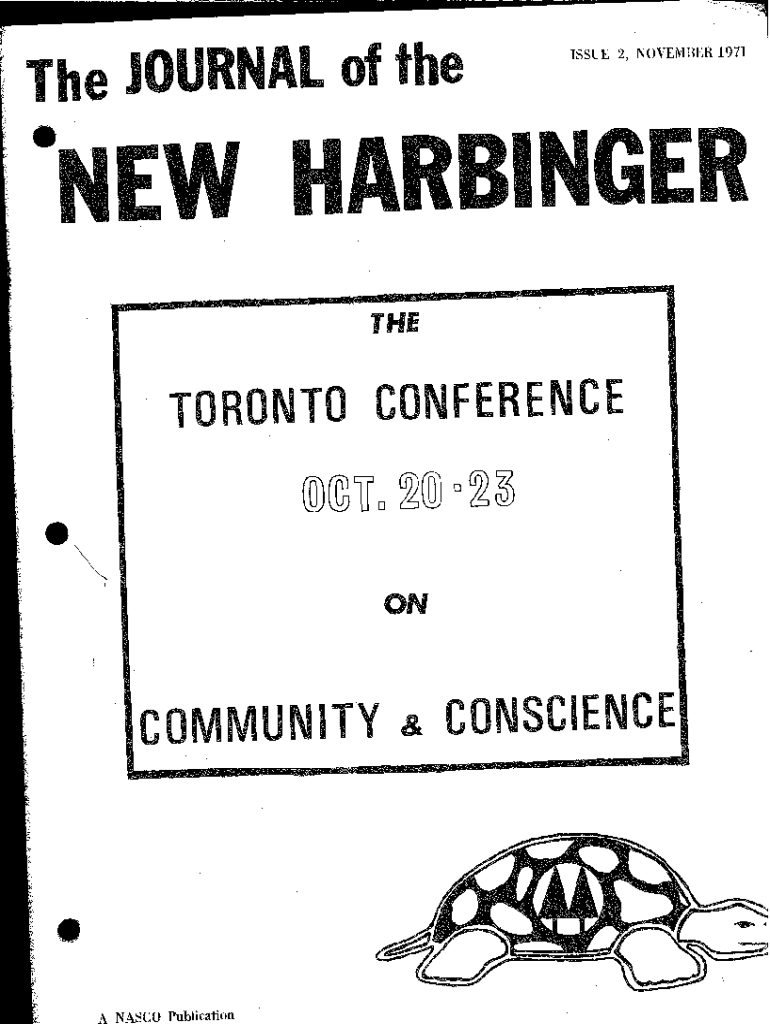 The JOURNAL of the
ISSUE 2, NOVEMBER 1971
NEW HARBINGER
THE
TORONTO CONFERENCE
OCT. 20-23
ON
COMMUNITY & CONSCIENCE
A NASCO Publication